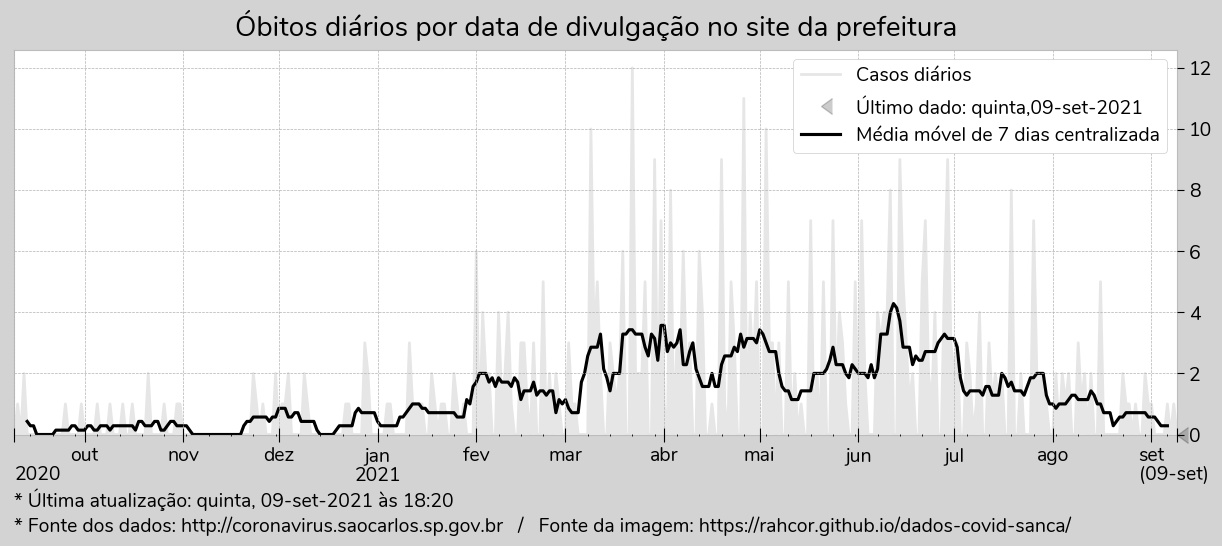 Óbitos diários por data de divulgação no site da prefeitura
Casos diários
Último dado: quinta,09-set-2021
Média móvel de 7 dias centralizada
12
10
8
6
4
2
0
out nov dez jan fev mar abr mai jun jul ago set
2020 2021 (09-set)
* Última atualização: quinta, 09-set-2021 às 18:20
* Fonte dos dados: http://coronavirus.saocarlos.sp.gov.br / Fonte da imagem: https://rahcor.github.io/dados-covid-sanca/